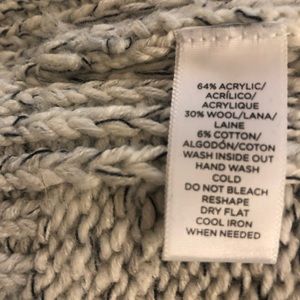 64% ACRYLIC/
ACRÍLICO/
ACRYLIQUE
30% WOOL/LANA/
LAINE
6% COTTON/
ALGODÓN/COTON
WASH INSIDE OUT
HAND WASH
COLD
DO NOT BLEACH
RESHAPE
DRY FLAT
COOL IRON
WHEN NEEDED